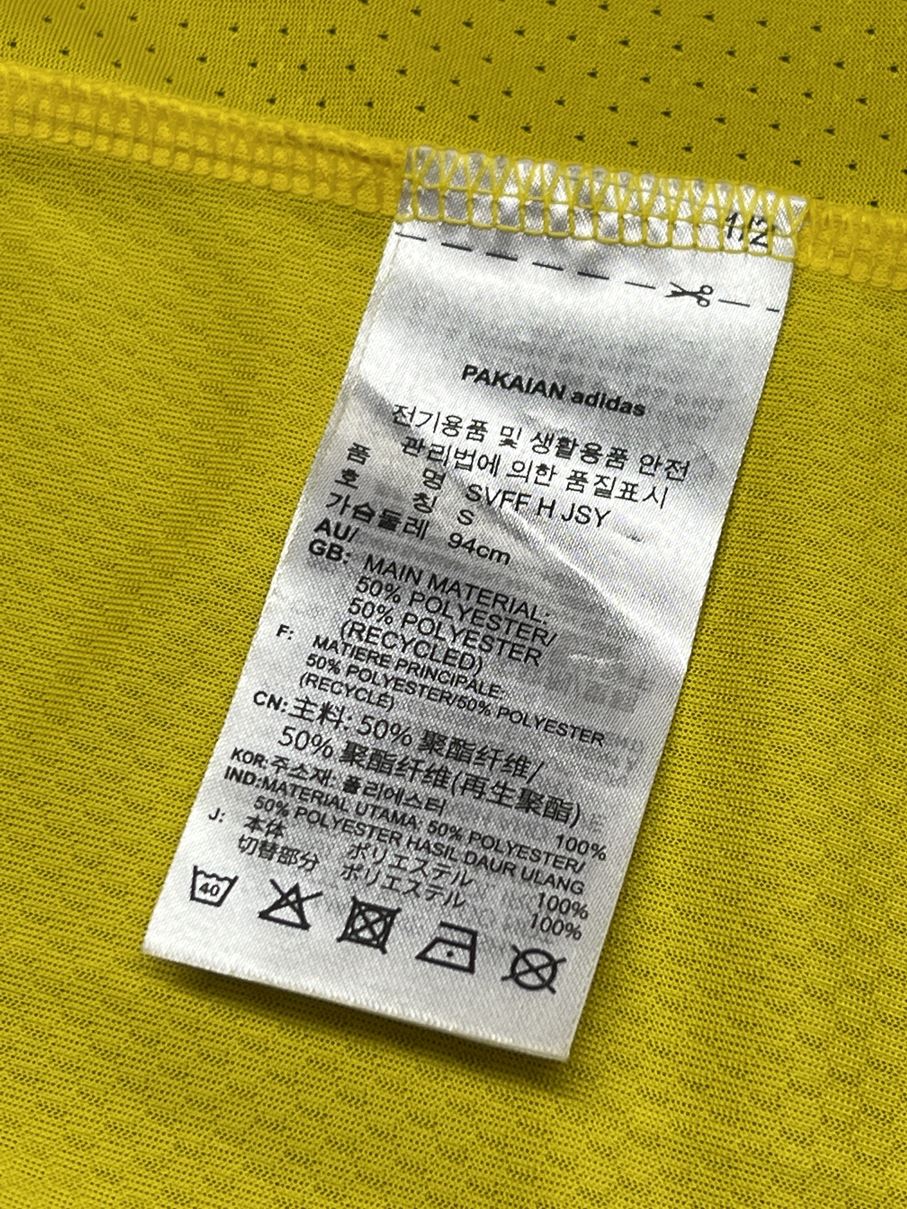 1/2
PAKAIAN adidas
전기용품 및 생활용품 안전
관리법에 의한 품질표시
품 명 SVFF H JSY
호 칭 S
가슴둘레 94cm
AU/
GB: MAIN MATERIAL:
50% POLYESTER/
50% POLYESTER
(RECYCLED)
F: MATIERE PRINCIPALE:
50% POLYESTER/50% POLYESTER
(RECYCLÉ)
CN:主料: 50% 聚酯纤维/
50% 聚酯纤维(再生聚酯)
KOR:주소재: 폴리에스터 100%
IND:MATERIAL UTAMA: 50% POLYESTER/
50% POLYESTER HASIL DAUR ULANG
J: 本体 ポリエステル 100%
切替部分 ポリエステル 100%
40